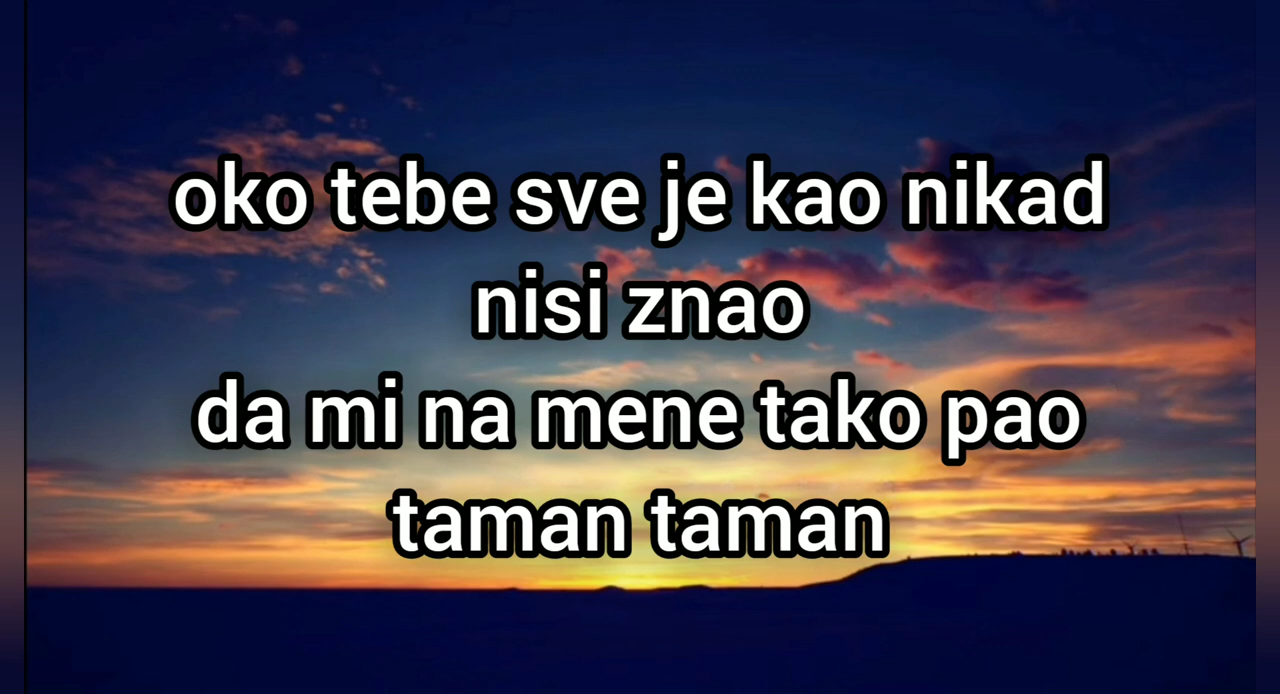 oko tebe sve je kao nikad
nisi znao
da mi na mene tako pao
taman taman